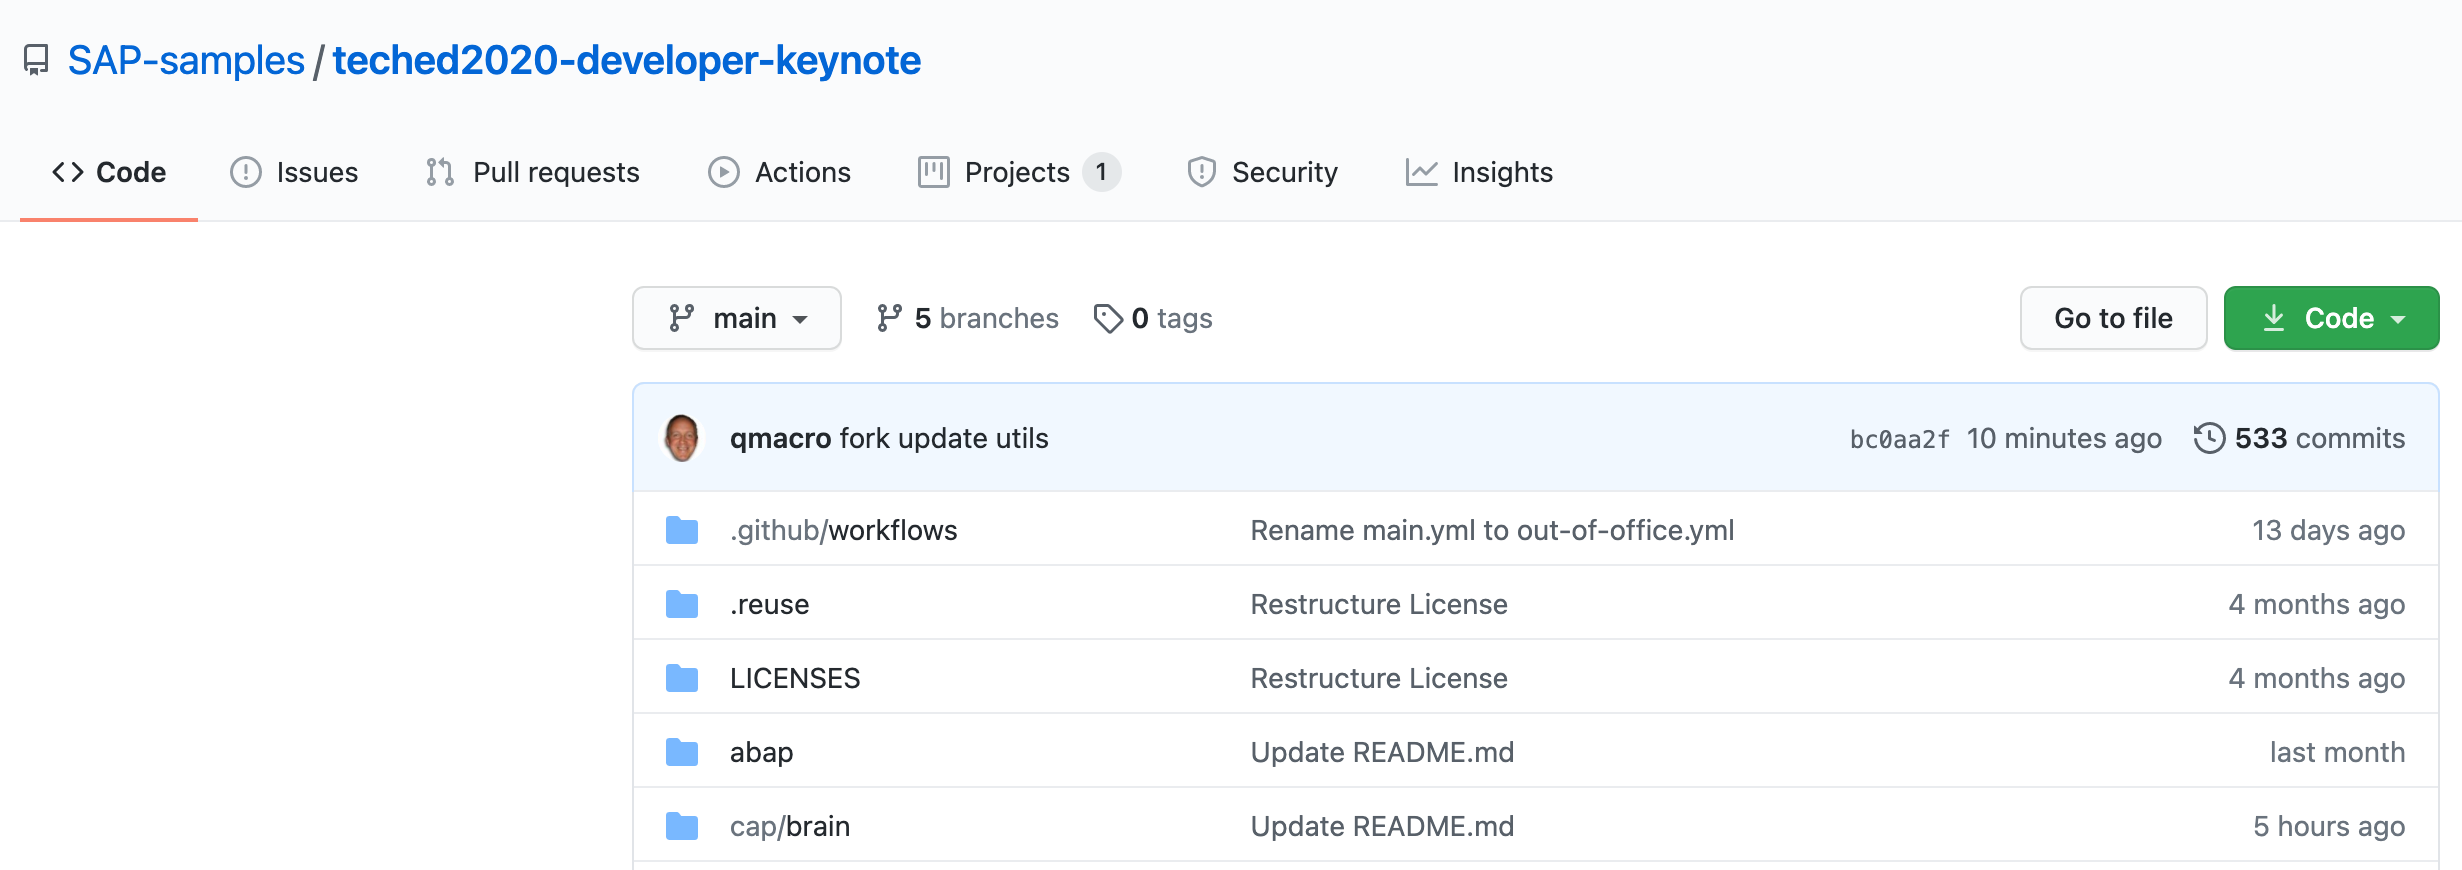 SAP-samples / teched2020-developer-keynote
Code Issues Pull requests Actions Projects 1 Security Insights
main 5 branches 0 tags Go to file Code
qmacro fork update utils bc0aa2f 10 minutes ago 533 commits
.github/workflows Rename main.yml to out-of-office.yml 13 days ago
.reuse Restructure License 4 months ago
LICENSES Restructure License 4 months ago
abap Update README.md last month
cap/brain Update README.md 5 hours ago